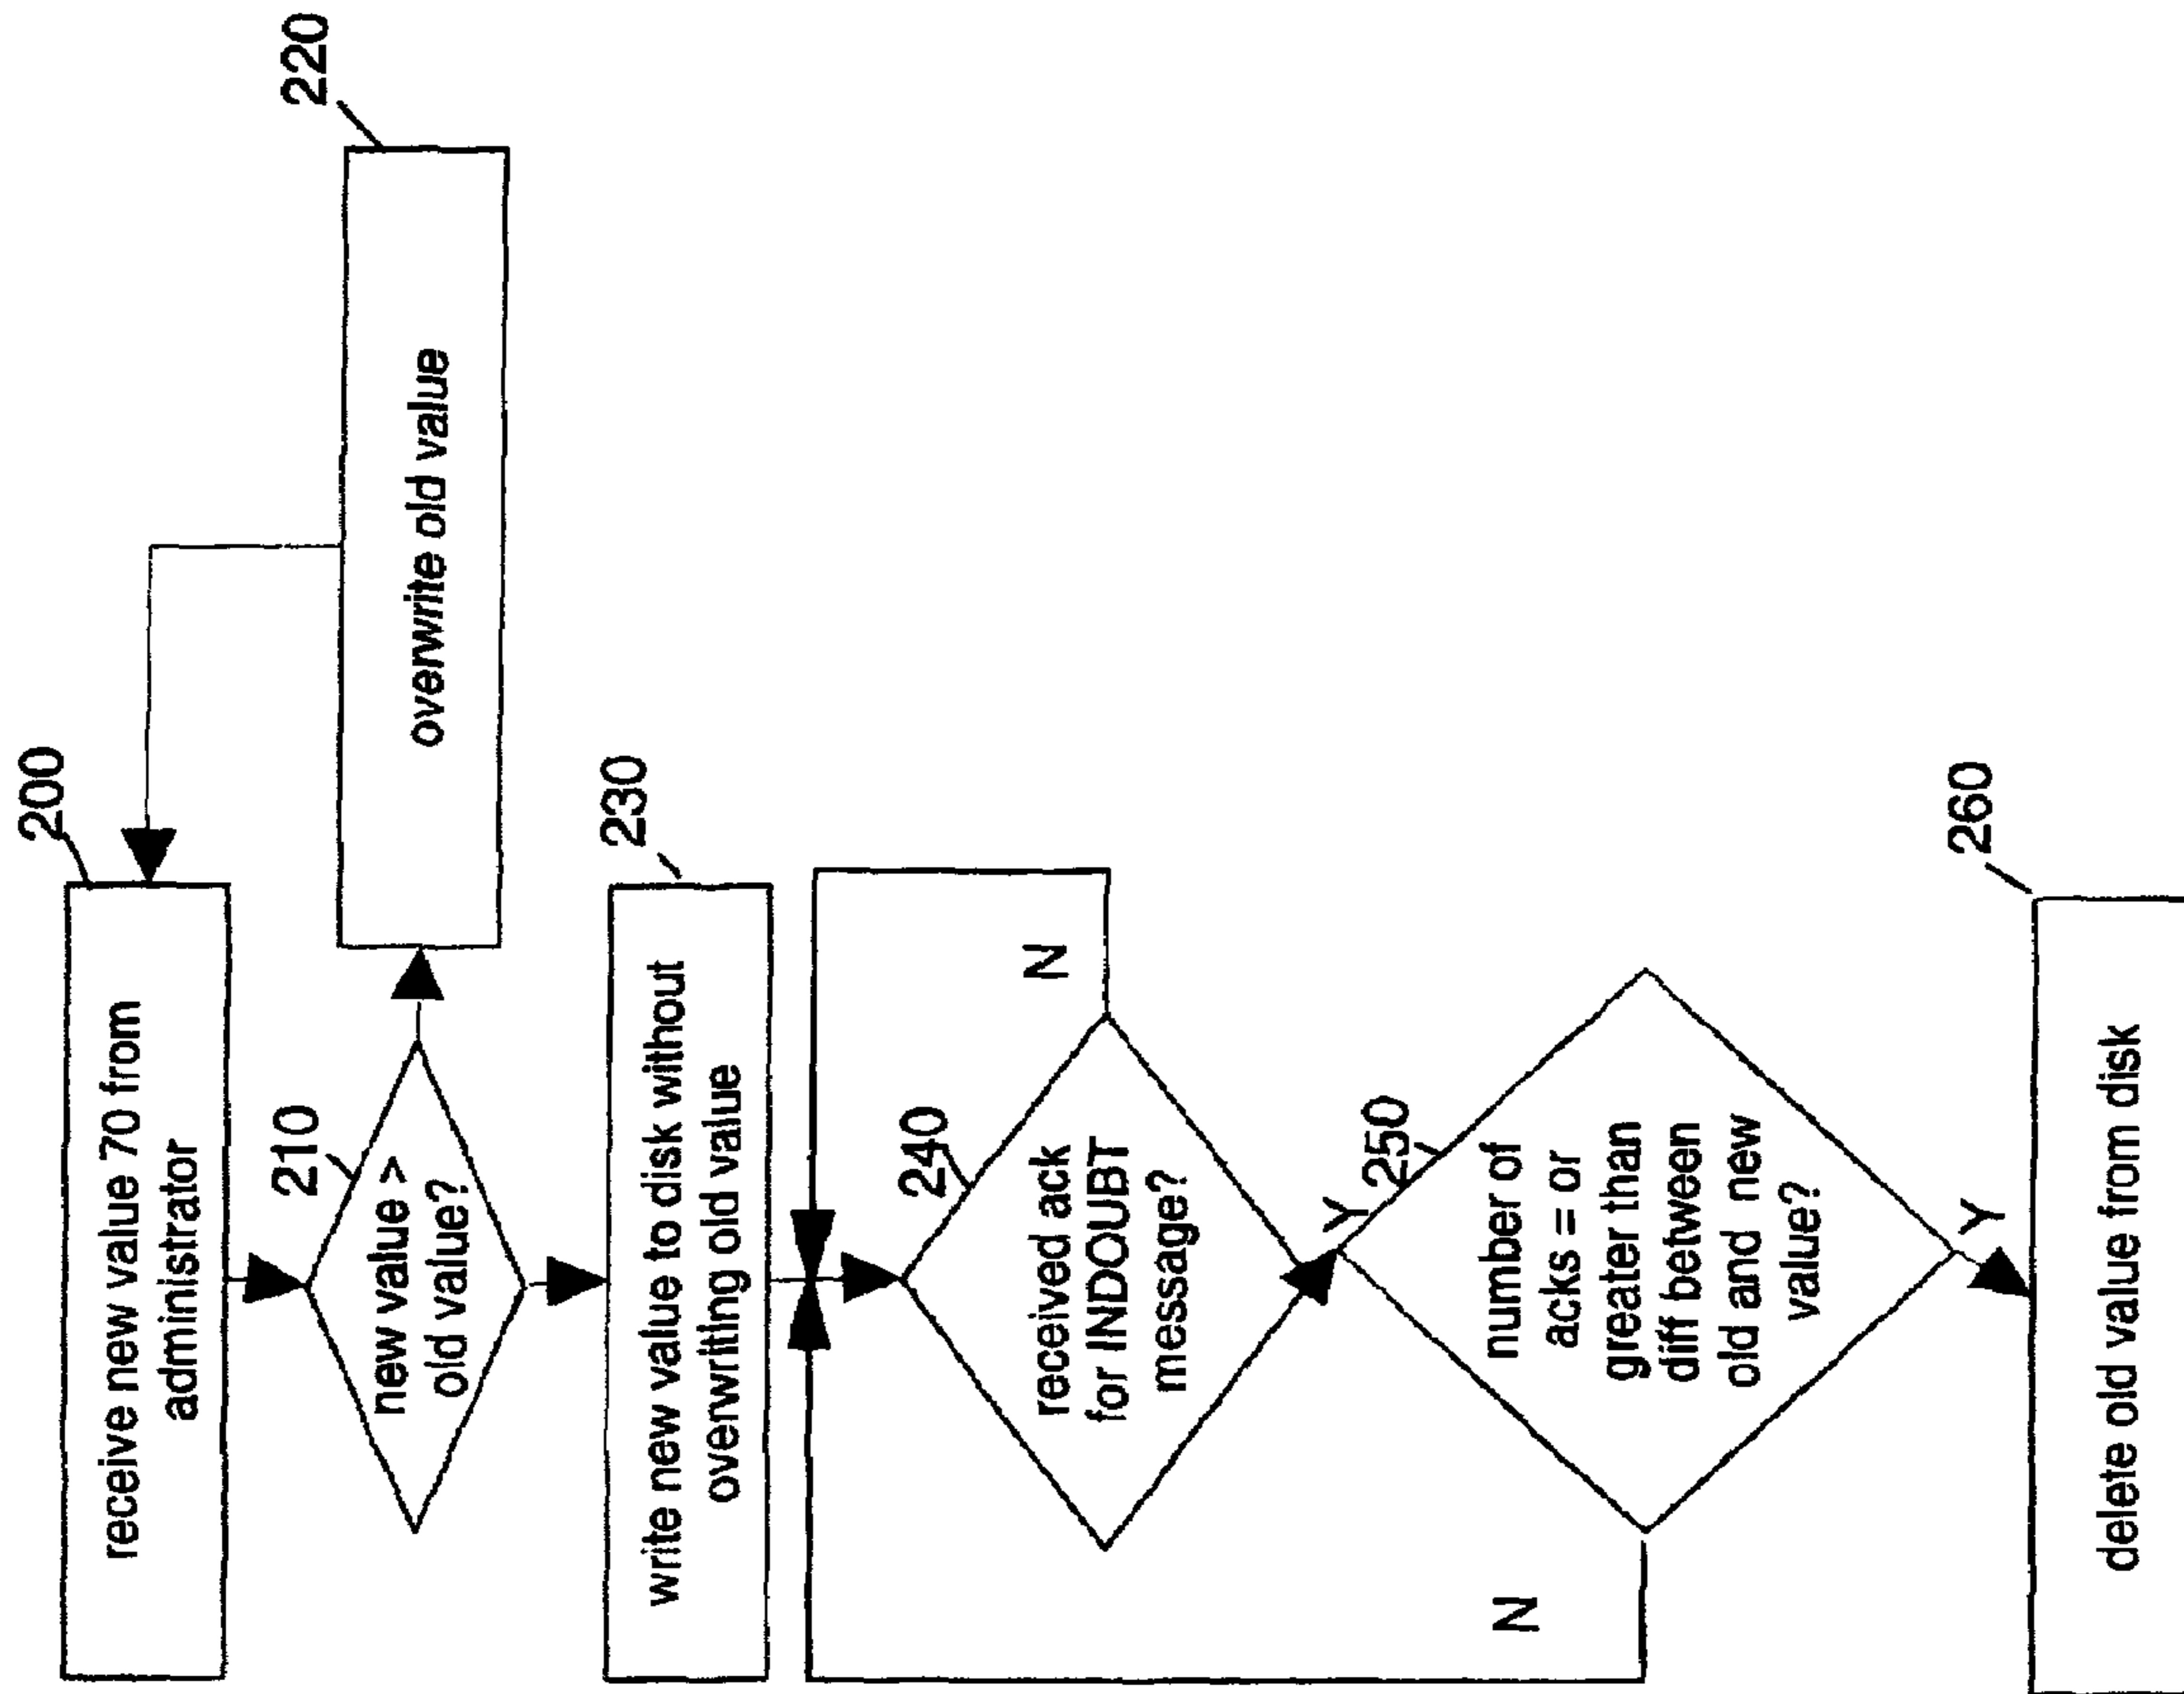 200
receive new value 70 from
administrator
210
new value >
old value?
220
overwrite old value
230
write new value to disk without
overwriting old value
240
received ack
for INDOUBT
message?
N
Y
250
number of
acks = or
greater than
diff between
old and new
value?
N
Y
260
delete old value from disk